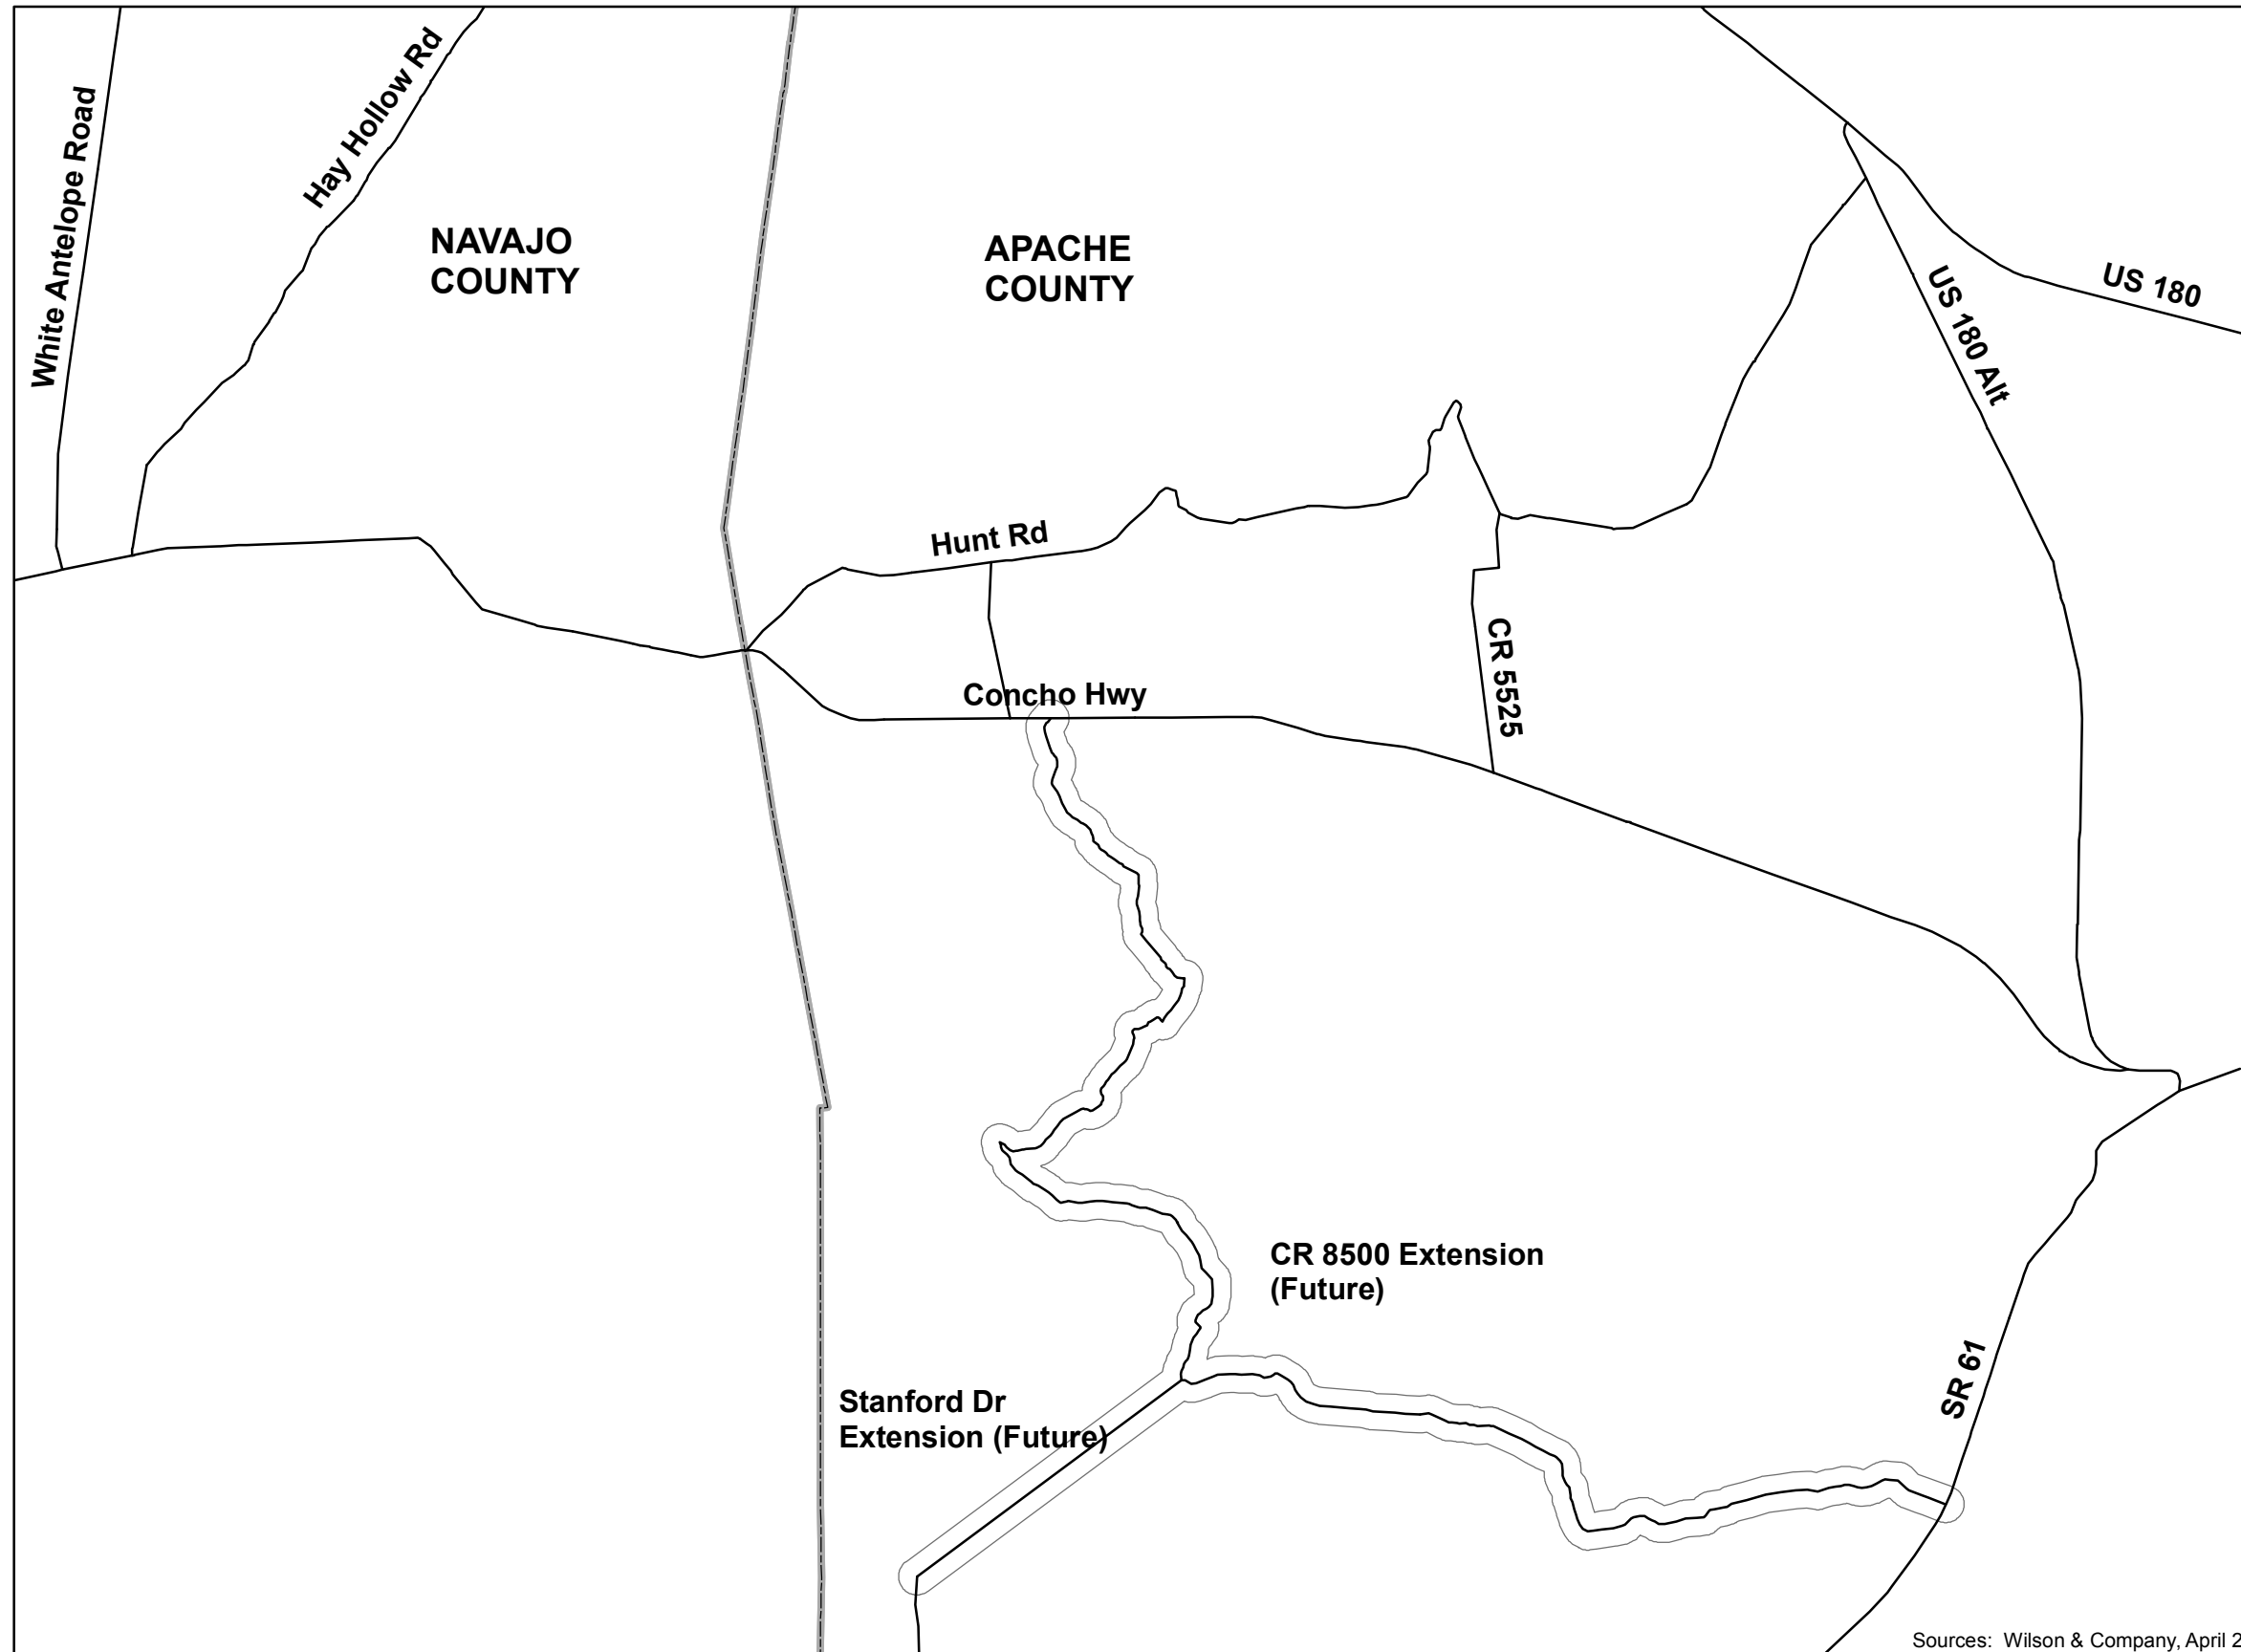 White Antelope Road
Hay Hollow Rd
NAVAJO
COUNTY
APACHE
COUNTY
US 180
US 180 Alt
Hunt Rd
CR 5525
Concho Hwy
CR 8500 Extension
(Future)
SR 61
Stanford Dr
Extension (Future)
Sources: Wilson & Company, April 2